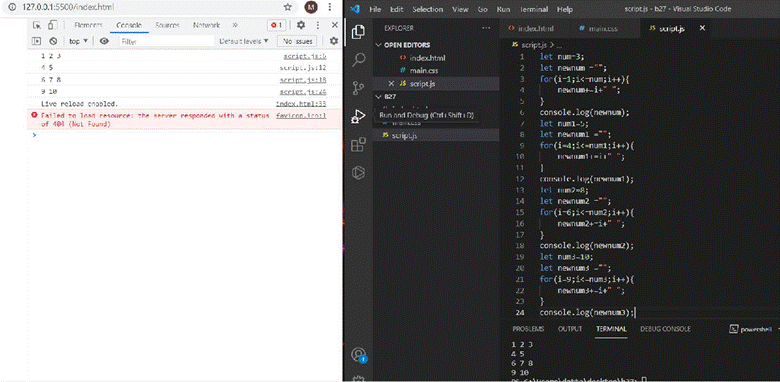 127.0.0.1:5500/index.html
M
Elements Console Sources Network » 1
top Filter Default levels No Issues
1 2 3 script.js:6
4 5 script.js:12
6 7 8 script.js:18
9 10 script.js:24
Live reload enabled. index.html:33
Failed to load resource: the server responded with a status favicon.ico:1
of 404 (Not Found)
File Edit Selection View Go Run Terminal Help script.js - b27 - Visual Studio Code
EXPLORER
OPEN EDITORS
index.html
main.css
script.js
B27
Run and Debug (Ctrl+Shift+D)
main.css
script.js
index.html main.css script.js
script.js > ...
1 let num=3;
2 let newnum ="";
3 for(i=1;i<=num;i++){
4 newnum+=i+" ";
5 }
6 console.log(newnum);
7 let num1=5;
8 let newnum1 ="";
9 for(i=4;i<=num1;i++){
10 newnum1+=i+" ";
11 }
12 console.log(newnum1);
13 let num2=8;
14 let newnum2 ="";
15 for(i=6;i<=num2;i++){
16 newnum2+=i+" ";
17 }
18 console.log(newnum2);
19 let num3=10;
20 let newnum3 ="";
21 for(i=9;i<=num3;i++){
22 newnum3+=i+" ";
23 }
24 console.log(newnum3);
PROBLEMS OUTPUT TERMINAL DEBUG CONSOLE powershell
1 2 3
4 5
6 7 8
9 10